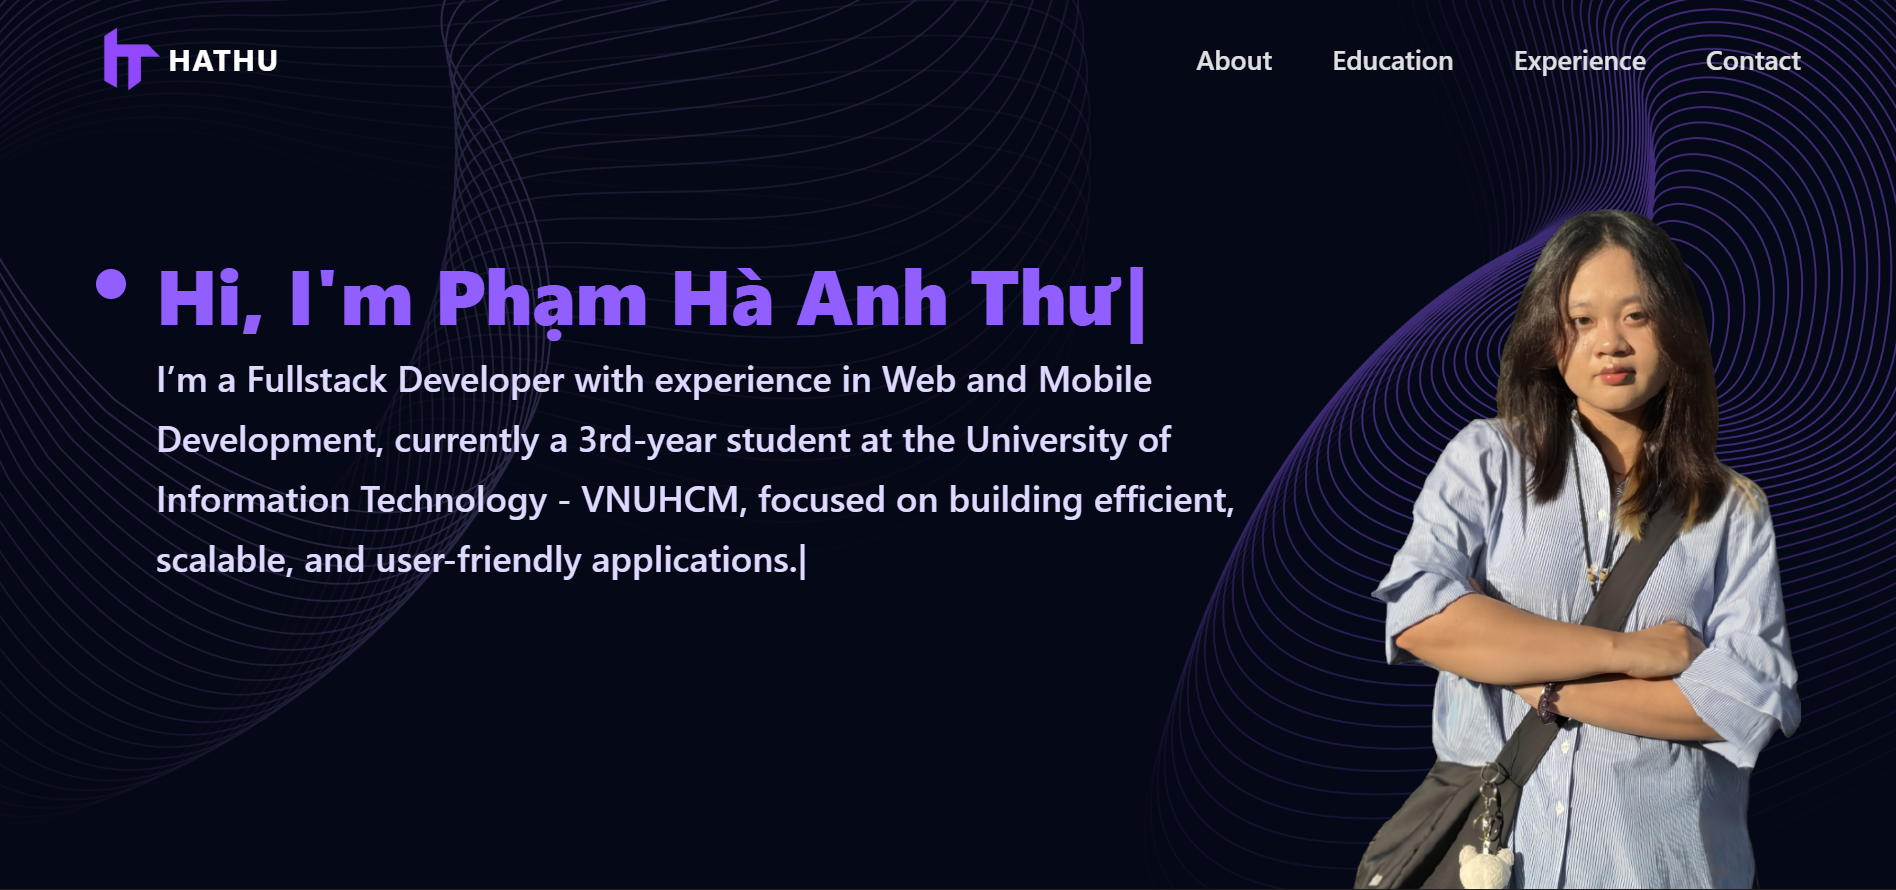 HATHU
About Education Experience Contact
Hi, I'm Phạm Hà Anh Thư|
I’m a Fullstack Developer with experience in Web and Mobile
Development, currently a 3rd-year student at the University of
Information Technology - VNUHCM, focused on building efficient,
scalable, and user-friendly applications.|